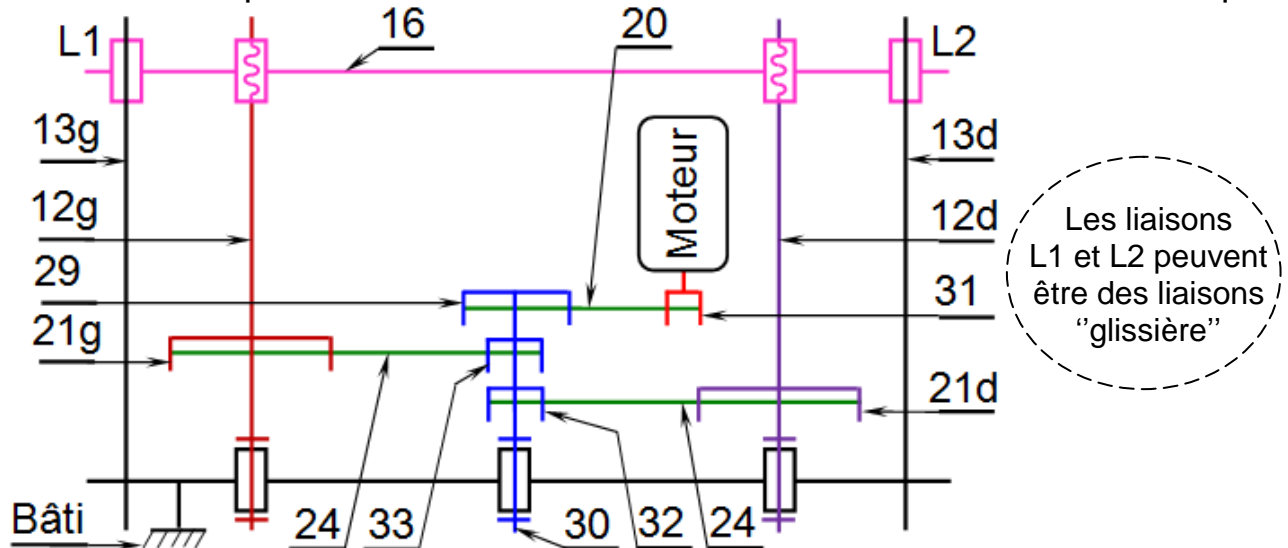 L1
16
20
L2
13g
Moteur
13d
12g
12d
29
31
21g
21d
Bâti
24
33
30
32
24
Les liaisons
L1 et L2 peuvent
être des liaisons
‘’glissière’’